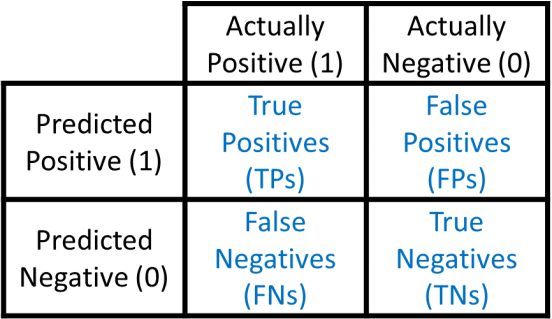 Actually
Positive (1)
Actually
Negative (0)
Predicted
Positive (1)
True
Positives
(TPs)
False
Positives
(FPs)
Predicted
Negative (0)
False
Negatives
(FNs)
True
Negatives
(TNs)